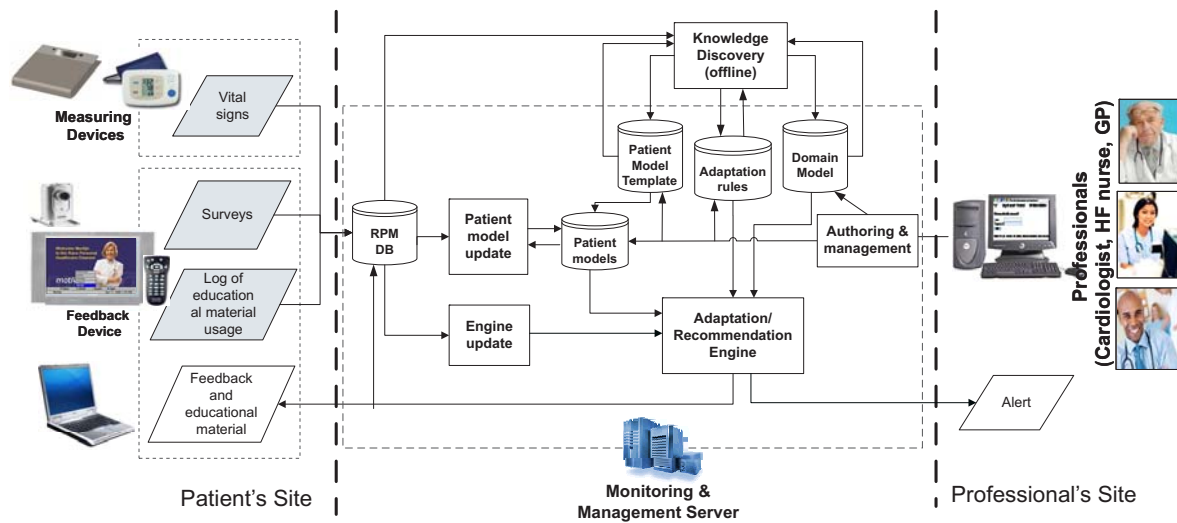 Measuring
Devices
Vital
signs
Surveys
Log of
education
al material
usage
Feedback
Device
Feedback
and
educational
material
Patient's Site
RPM
DB
Patient
model
update
Engine
update
Patient
models
Patient
Model
Template
Adaptation
rules
Domain
Model
Knowledge
Discovery
(offline)
Authoring &
management
Adaptation/
Recommendation
Engine
Monitoring &
Management Server
Professionals
(Cardiologist, HF nurse, GP)
Alert
Professional's Site